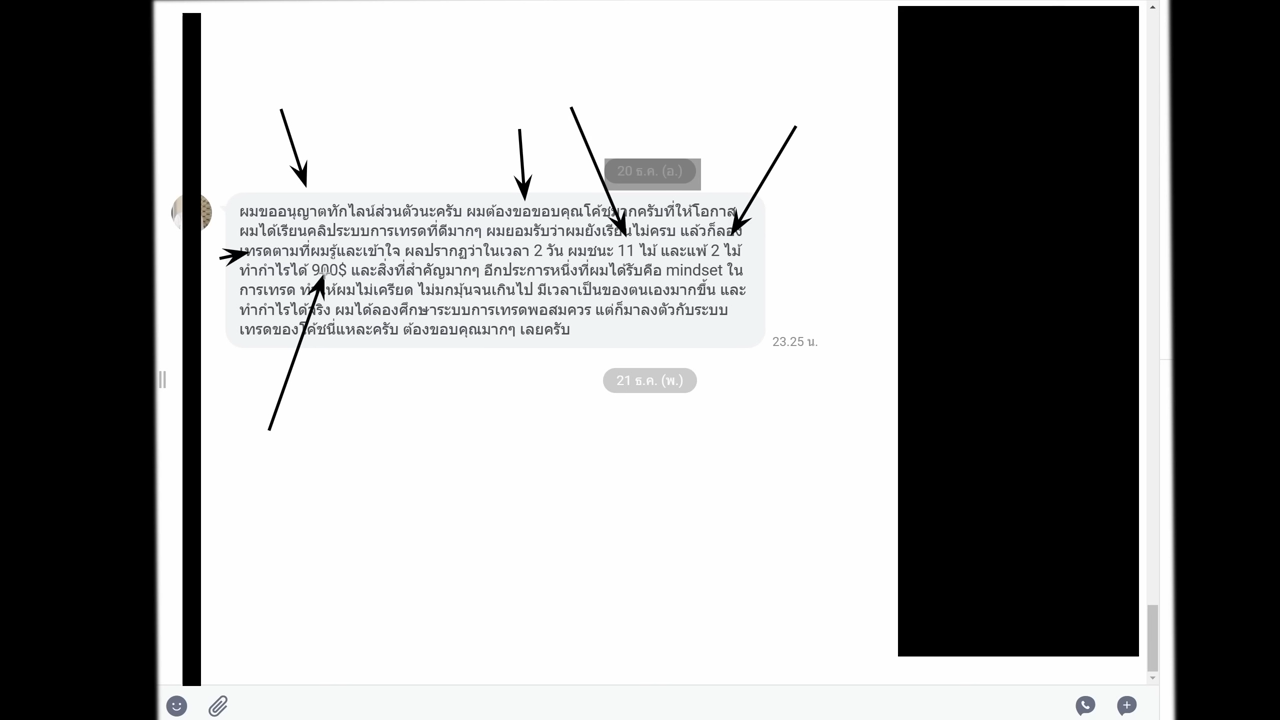 20 ธ.ค. (อ.)
ผมขออนุญาตทักไลน์ส่วนตัวนะครับ ผมต้องขอขอบคุณโค้ชมากครับที่ให้โอกาส
ผมได้เรียนคลิประบบการเทรดที่ดีมากๆ ผมยอมรับว่าผมยังเรียนไม่ครบ แล้วก็ลอง
เทรดตามที่ผมรู้และเข้าใจ ผลปรากฏว่าในเวลา 2 วัน ผมชนะ 11 ไม้ และแพ้ 2 ไม้
ทำกำไรได้ 900$ และสิ่งที่สำคัญมากๆ อีกประการหนึ่งที่ผมได้รับคือ mindset ใน
การเทรด ทำให้ผมไม่เครียด ไม่มกมุ้นจนเกินไป มีเวลาเป็นของตนเองมากขึ้น และ
ทำกำไรได้จริง ผมได้ลองศึกษาระบบการเทรดพอสมควร แต่ก็มาลงตัวกับระบบ
เทรดของโค้ชนี่แหละครับ ต้องขอบคุณมากๆ เลยครับ
23.25 น.
21 ธ.ค. (พ.)